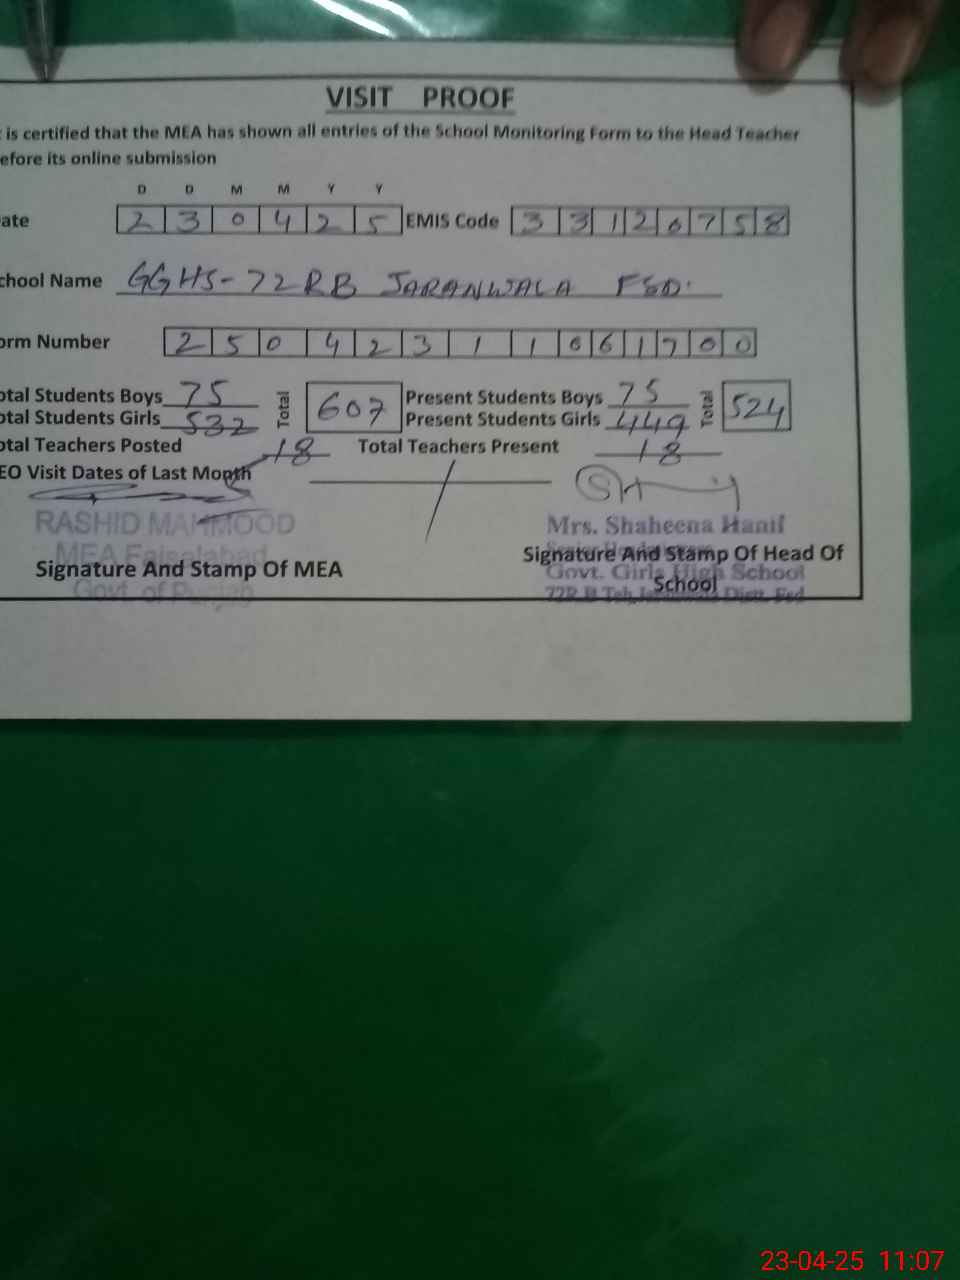 VISIT PROOF
is certified that the MEA has shown all entries of the School Monitoring Form to the Head Teacher
efore its online submission
D D M M Y Y
ate 2 3 0 4 2 5 EMIS Code 3 3 1 2 0 7 5 8
chool Name GGHS-72RB JARANWALA FSD.
orm Number 2 5 0 4 2 3 1 1 0 6 1 7 0 0
otal Students Boys 75 Total 607 Present Students Boys 75 Total 524
otal Students Girls 532 Present Students Girls 449
otal Teachers Posted 18 Total Teachers Present 18
EO Visit Dates of Last Month
RASHID MAHMOOD
MEA Faisalabad
Signature And Stamp Of MEA
Govt. of Punjab
Mrs. Shaheena Hanif
Signature And Stamp Of Head Of
Govt. Girls High School
School
72R.B Teh Distt. Fsd
23-04-25 11:07